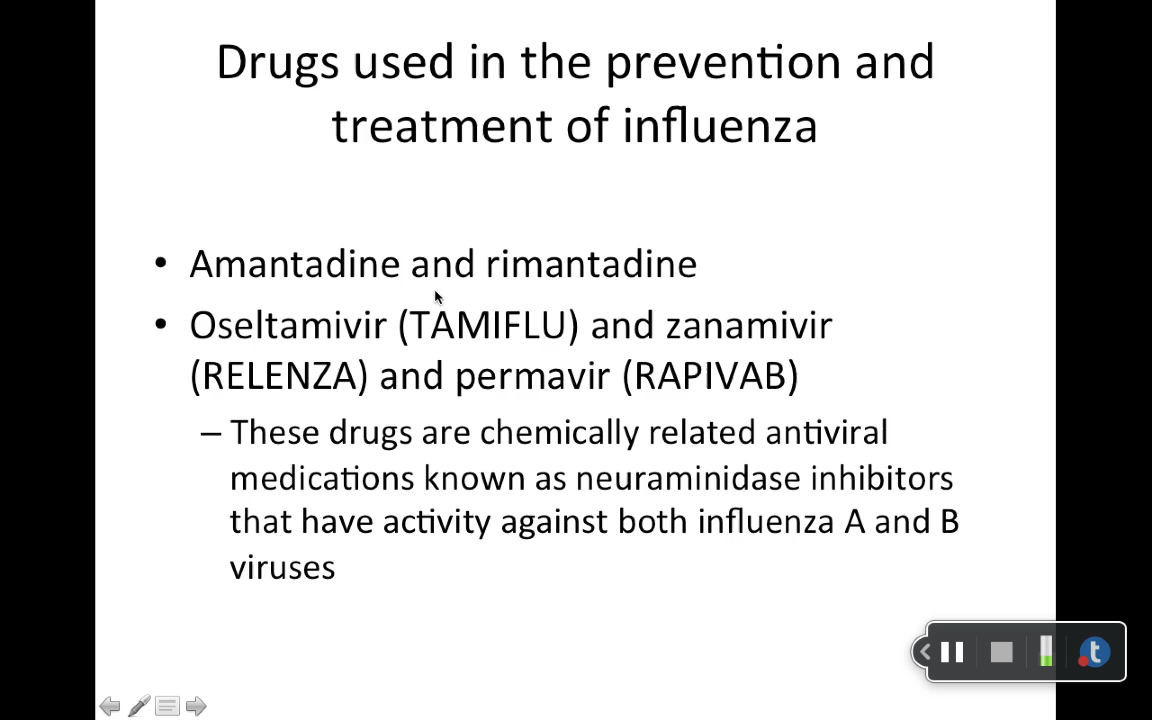 Drugs used in the prevention and
treatment of influenza
• Amantadine and rimantadine
• Oseltamivir (TAMIFLU) and zanamivir
(RELENZA) and permavir (RAPIVAB)
– These drugs are chemically related antiviral
medications known as neuraminidase inhibitors
that have activity against both influenza A and B
viruses
t